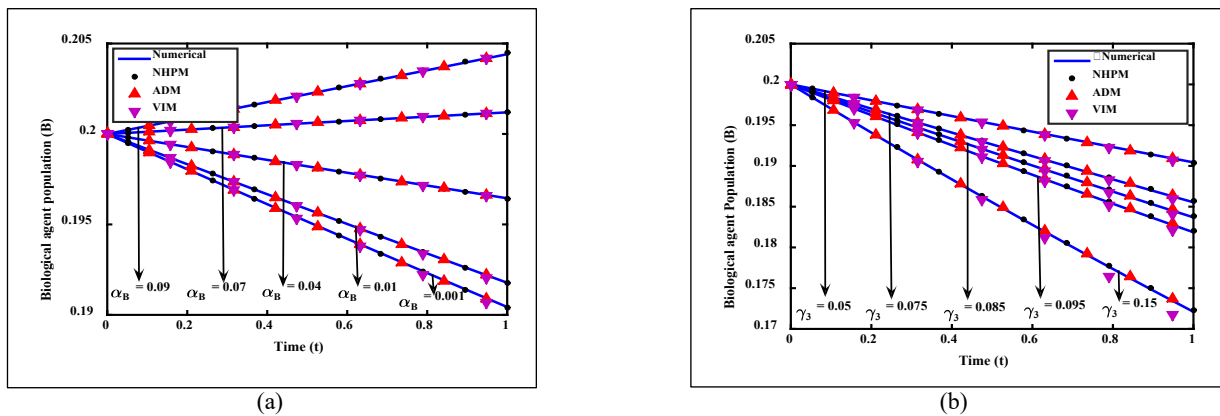 0.205
Numerical
NHPM
ADM
VIM
0.2
0.195
0.19
0
0.2
0.4
0.6
0.8
1
Biological agent population (B)
Time (t)
α_B = 0.09
α_B = 0.07
α_B = 0.04
α_B = 0.01
α_B = 0.001
(a)
0.205
□Numerical
NHPM
ADM
VIM
0.2
0.195
0.19
0.185
0.18
0.175
0.17
0
0.2
0.4
0.6
0.8
1
Biological agent Population (B)
Time (t)
γ_3 = 0.05
γ_3 = 0.075
γ_3 = 0.085
γ_3 = 0.095
γ_3 = 0.15
(b)